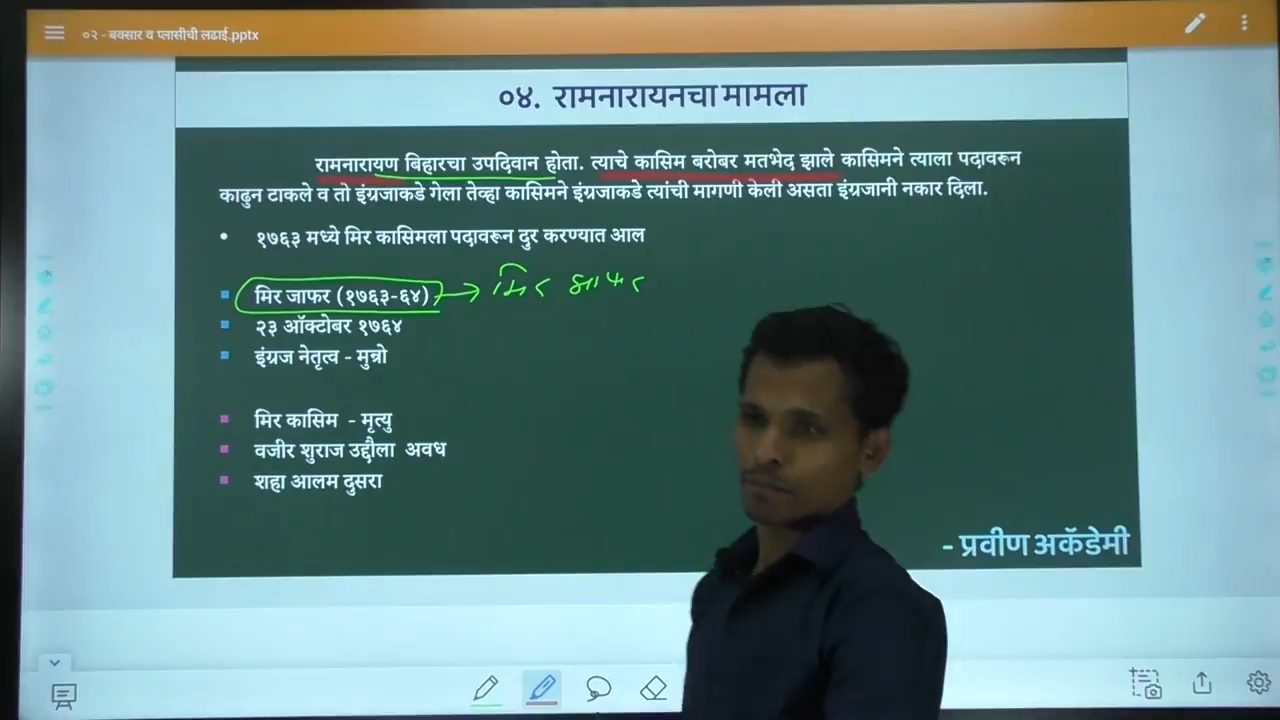 ०२ - बक्सार व प्लासीची लढाई.pptx
०४. रामनारायनचा मामला
रामनारायण बिहारचा उपदिवान होता. त्याचे कासिम बरोबर मतभेद झाले कासिमने त्याला पदावरून
काढुन टाकले व तो इंग्रजाकडे गेला तेव्हा कासिमने इंग्रजाकडे त्यांची मागणी केली असता इंग्रजानी नकार दिला.
१७६३ मध्ये मिर कासिमला पदावरून दुर करण्यात आल
मिर जाफर (१७६३-६४) → मिर जाफर
२३ ऑक्टोबर १७६४
इंग्रज नेतृत्व - मुन्रो
मिर कासिम - मृत्यु
वजीर शुराज उद्दौला अवध
शहा आलम दुसरा
- प्रवीण अकॅडेमी